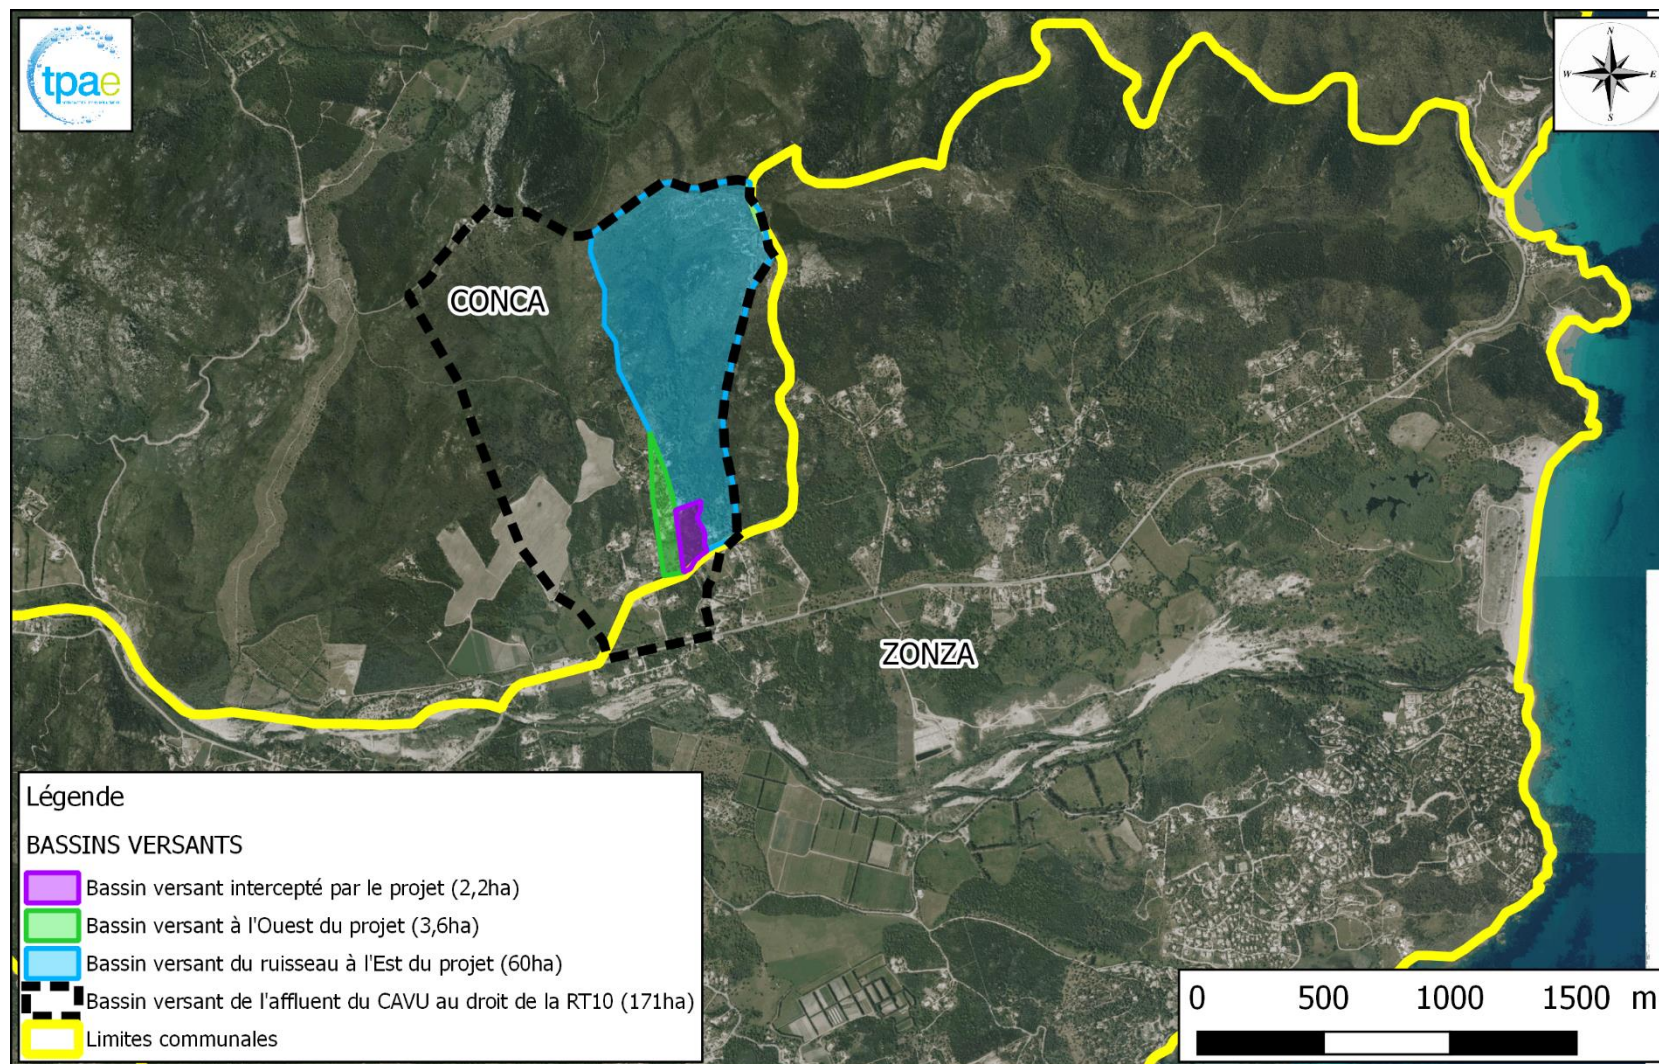 tpae
N
W E
S
CONCA
ZONZA
Légende
BASSINS VERSANTS
Bassin versant intercepté par le projet (2,2ha)
Bassin versant à l'Ouest du projet (3,6ha)
Bassin versant du ruisseau à l'Est du projet (60ha)
Bassin versant de l'affluent du CAVU au droit de la RT10 (171ha)
Limites communales
0 500 1000 1500 m